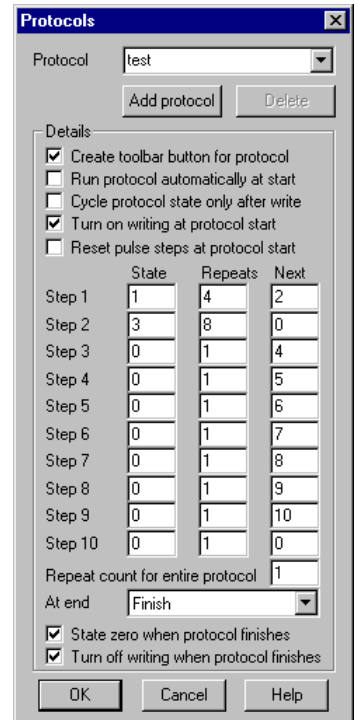 Protocols
Protocol test
Add protocol Delete
Details
Create toolbar button for protocol
Run protocol automatically at start
Cycle protocol state only after write
Turn on writing at protocol start
Reset pulse steps at protocol start
State Repeats Next
Step 1 1 4 2
Step 2 3 8 0
Step 3 0 1 4
Step 4 0 1 5
Step 5 0 1 6
Step 6 0 1 7
Step 7 0 1 8
Step 8 0 1 9
Step 9 0 1 10
Step 10 0 1 0
Repeat count for entire protocol 1
At end Finish
State zero when protocol finishes
Turn off writing when protocol finishes
OK Cancel Help